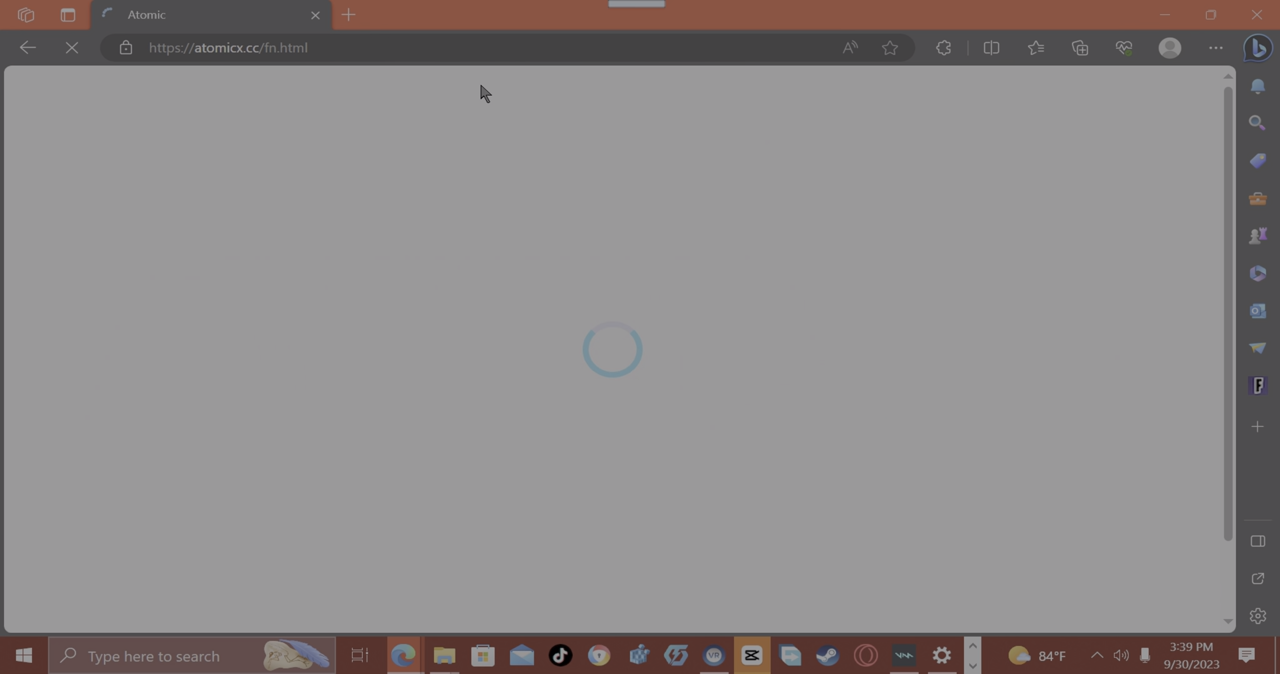 Atomic
https://atomicx.cc/fn.html
Type here to search
84°F
3:39 PM
9/30/2023